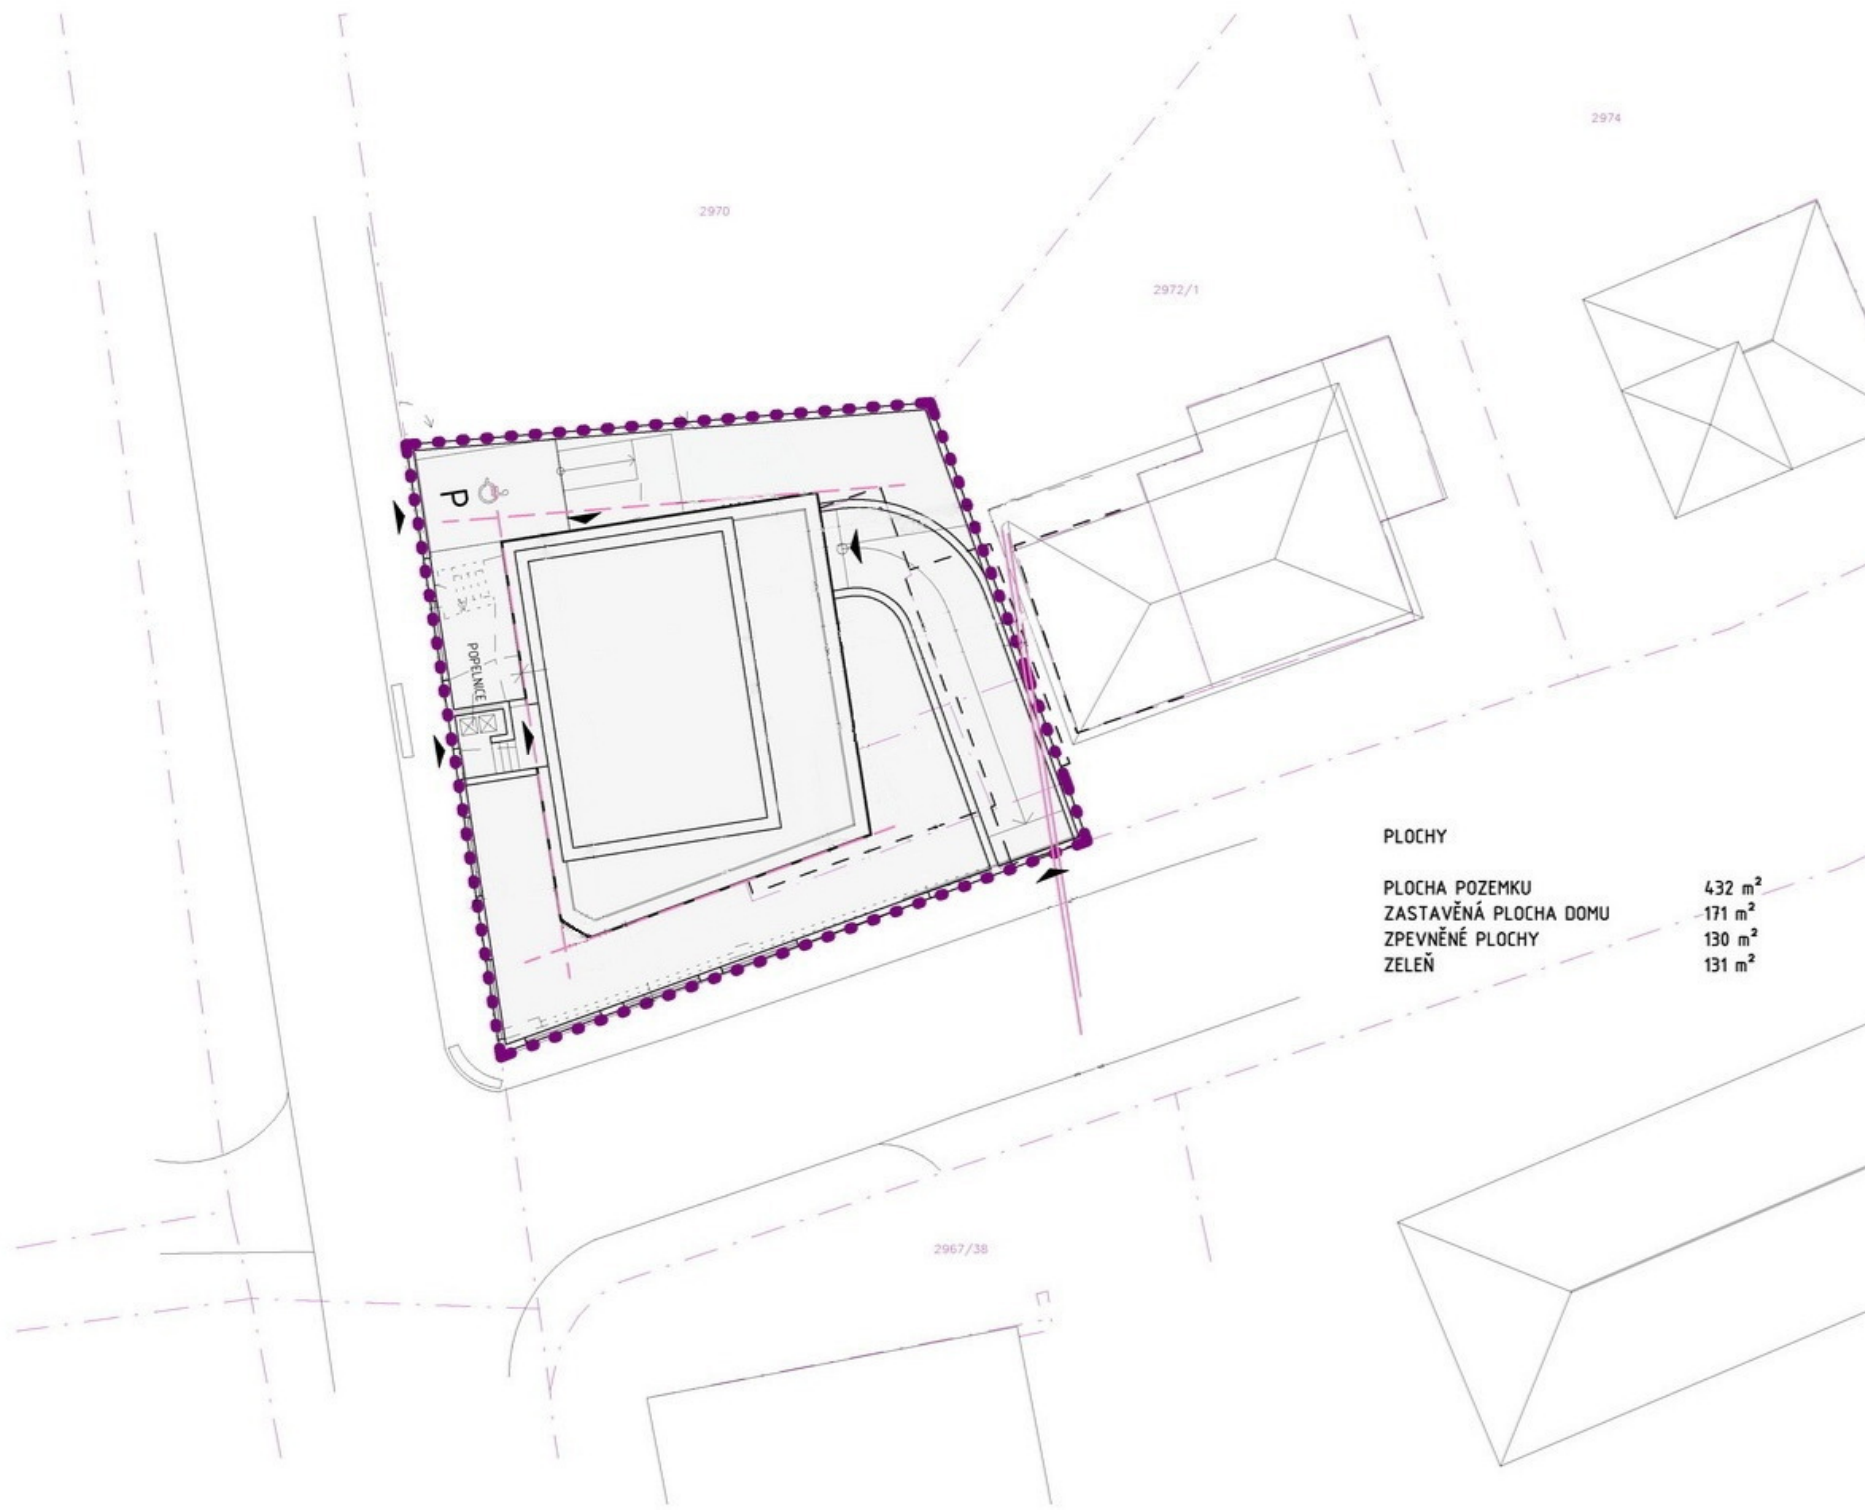 2974
2970
2972/1
P
POPELNICE
PLOCHY
PLOCHA POZEMKU 432 m²
ZASTAVĚNÁ PLOCHA DOMU 171 m²
ZPEVNĚNÉ PLOCHY 130 m²
ZELEŇ 131 m²
2967/38